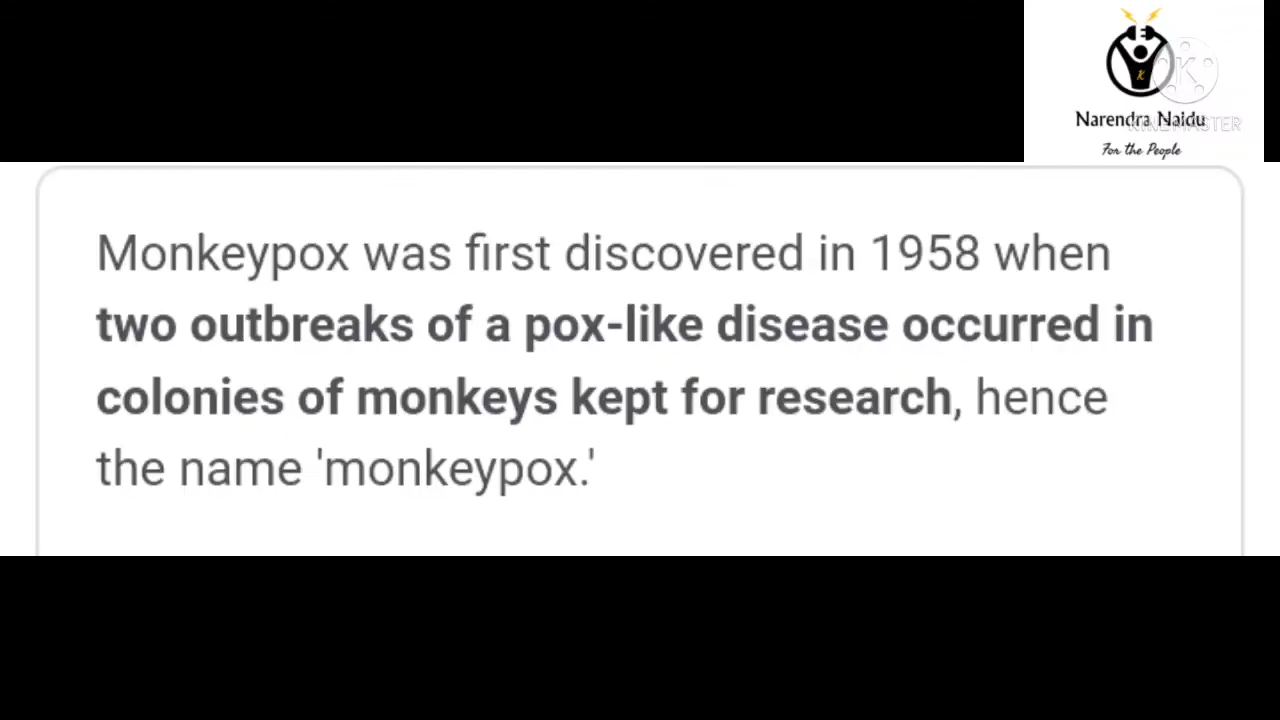 K
Narendra Naidu
KINEMASTER
For the People
Monkeypox was first discovered in 1958 when
two outbreaks of a pox-like disease occurred in
colonies of monkeys kept for research, hence
the name 'monkeypox.'